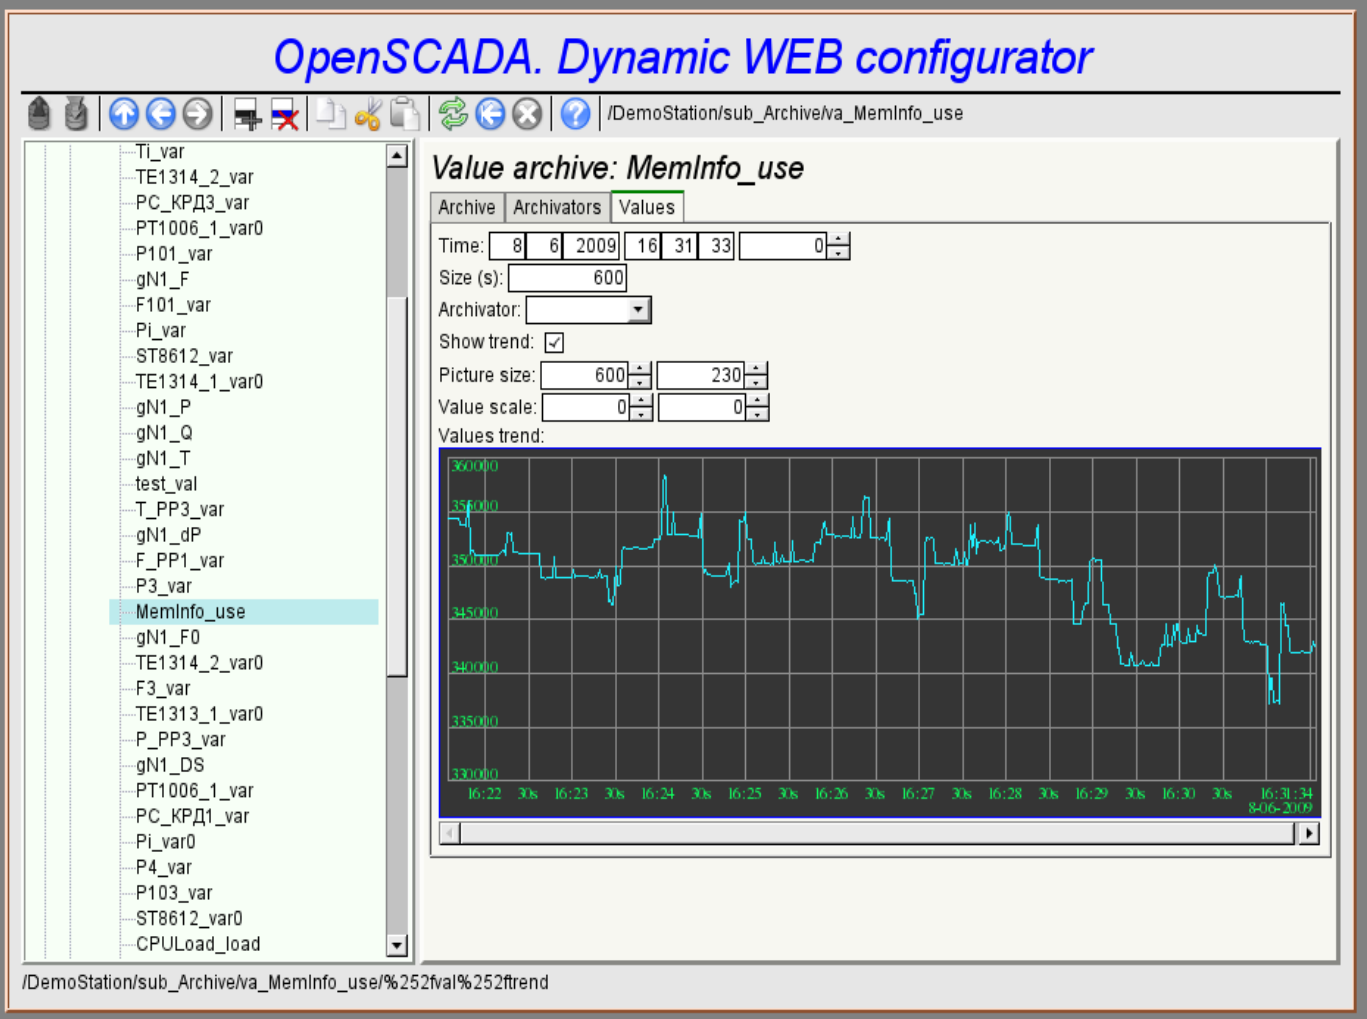 OpenSCADA. Dynamic WEB configurator
/DemoStation/sub_Archive/va_MemInfo_use
Ti_var
TE1314_2_var
PC_КРД3_var
PT1006_1_var0
P101_var
gN1_F
F101_var
Pi_var
ST8612_var
TE1314_1_var0
gN1_P
gN1_Q
gN1_T
test_val
T_PP3_var
gN1_dP
F_PP1_var
P3_var
MemInfo_use
gN1_F0
TE1314_2_var0
F3_var
TE1313_1_var0
P_PP3_var
gN1_DS
PT1006_1_var
PC_КРД1_var
Pi_var0
P4_var
P103_var
ST8612_var0
CPULoad_load
Value archive: MemInfo_use
Archive Archivators Values
Time: 8 6 2009 16 31 33 0
Size (s): 600
Archivator:
Show trend:
Picture size: 600 230
Value scale: 0 0
Values trend:
360000
355000
350000
345000
340000
335000
330000
16:22 30s 16:23 30s 16:24 30s 16:25 30s 16:26 30s 16:27 30s 16:28 30s 16:29 30s 16:30 30s 16:31:34
8-06-2009
/DemoStation/sub_Archive/va_MemInfo_use/%252fval%252ftrend